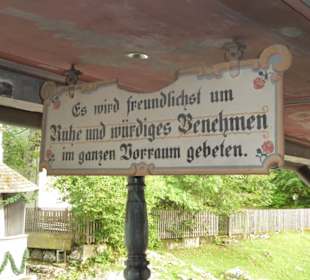 Es wird freundlichst um
Ruhe und würdiges Benehmen
im ganzen Vorraum gebeten.